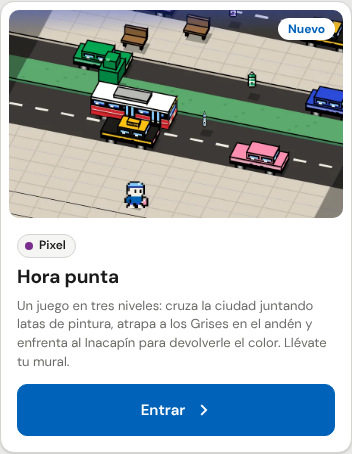 Nuevo
Pixel
Hora punta
Un juego en tres niveles: cruza la ciudad juntando
latas de pintura, atrapa a los Grises en el andén y
enfrenta al Inacapín para devolverle el color. Llévate
tu mural.
Entrar